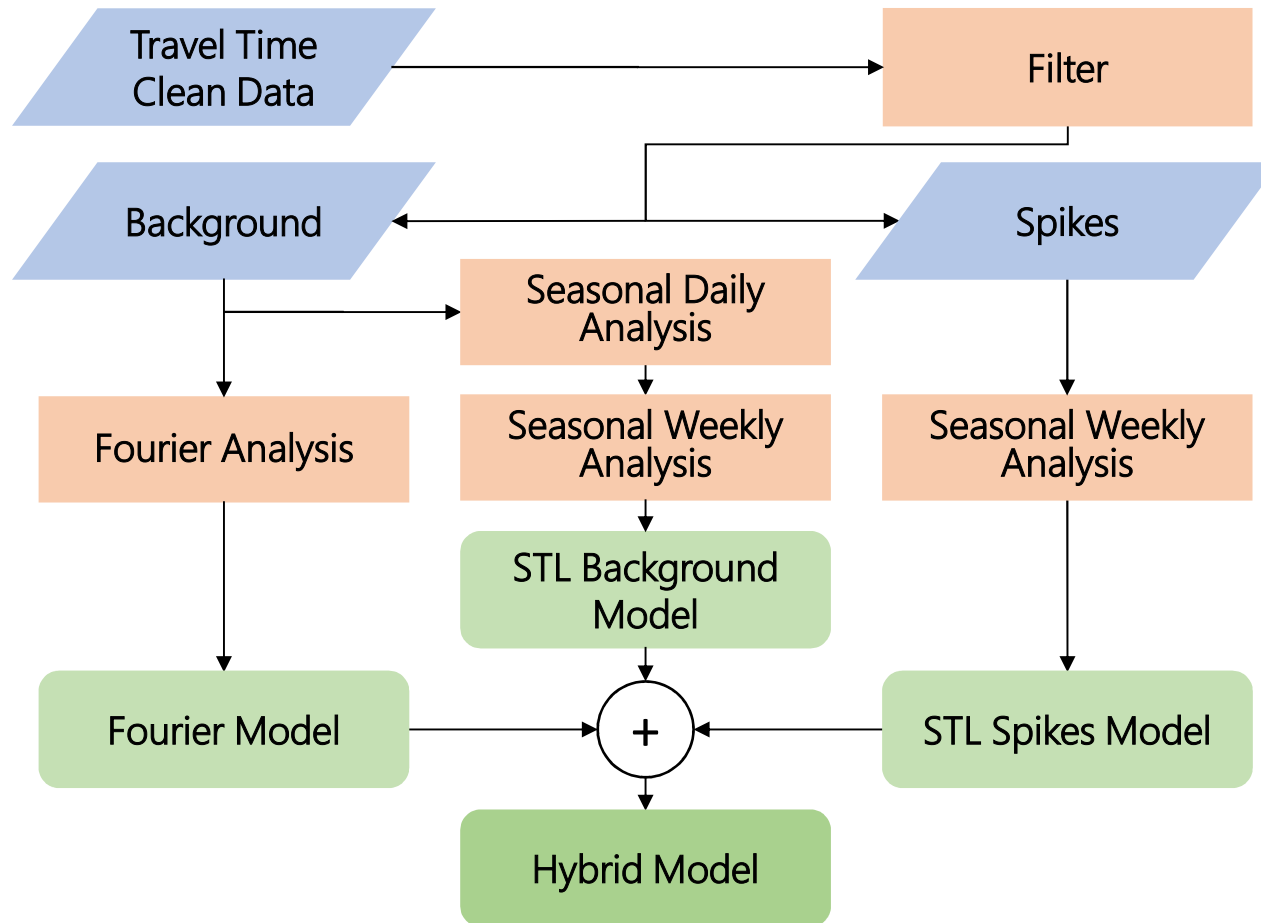 Travel Time
Clean Data
Filter
Background
Spikes
Seasonal Daily
Analysis
Fourier Analysis
Seasonal Weekly
Analysis
Seasonal Weekly
Analysis
STL Background
Model
Fourier Model
+
STL Spikes Model
Hybrid Model